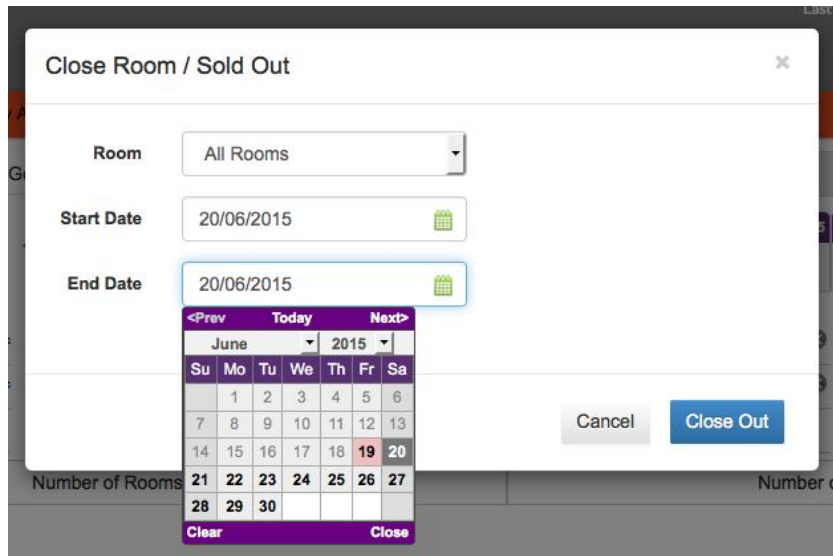 Last
Close Room / Sold Out ×
Room All Rooms
Start Date 20/06/2015
5
End Date 20/06/2015
<Prev Today Next>
June 2015
Su Mo Tu We Th Fr Sa
1 2 3 4 5 6
7 8 9 10 11 12 13
14 15 16 17 18 19 20
21 22 23 24 25 26 27
28 29 30
Clear Close
Cancel Close Out
Number of Rooms Number